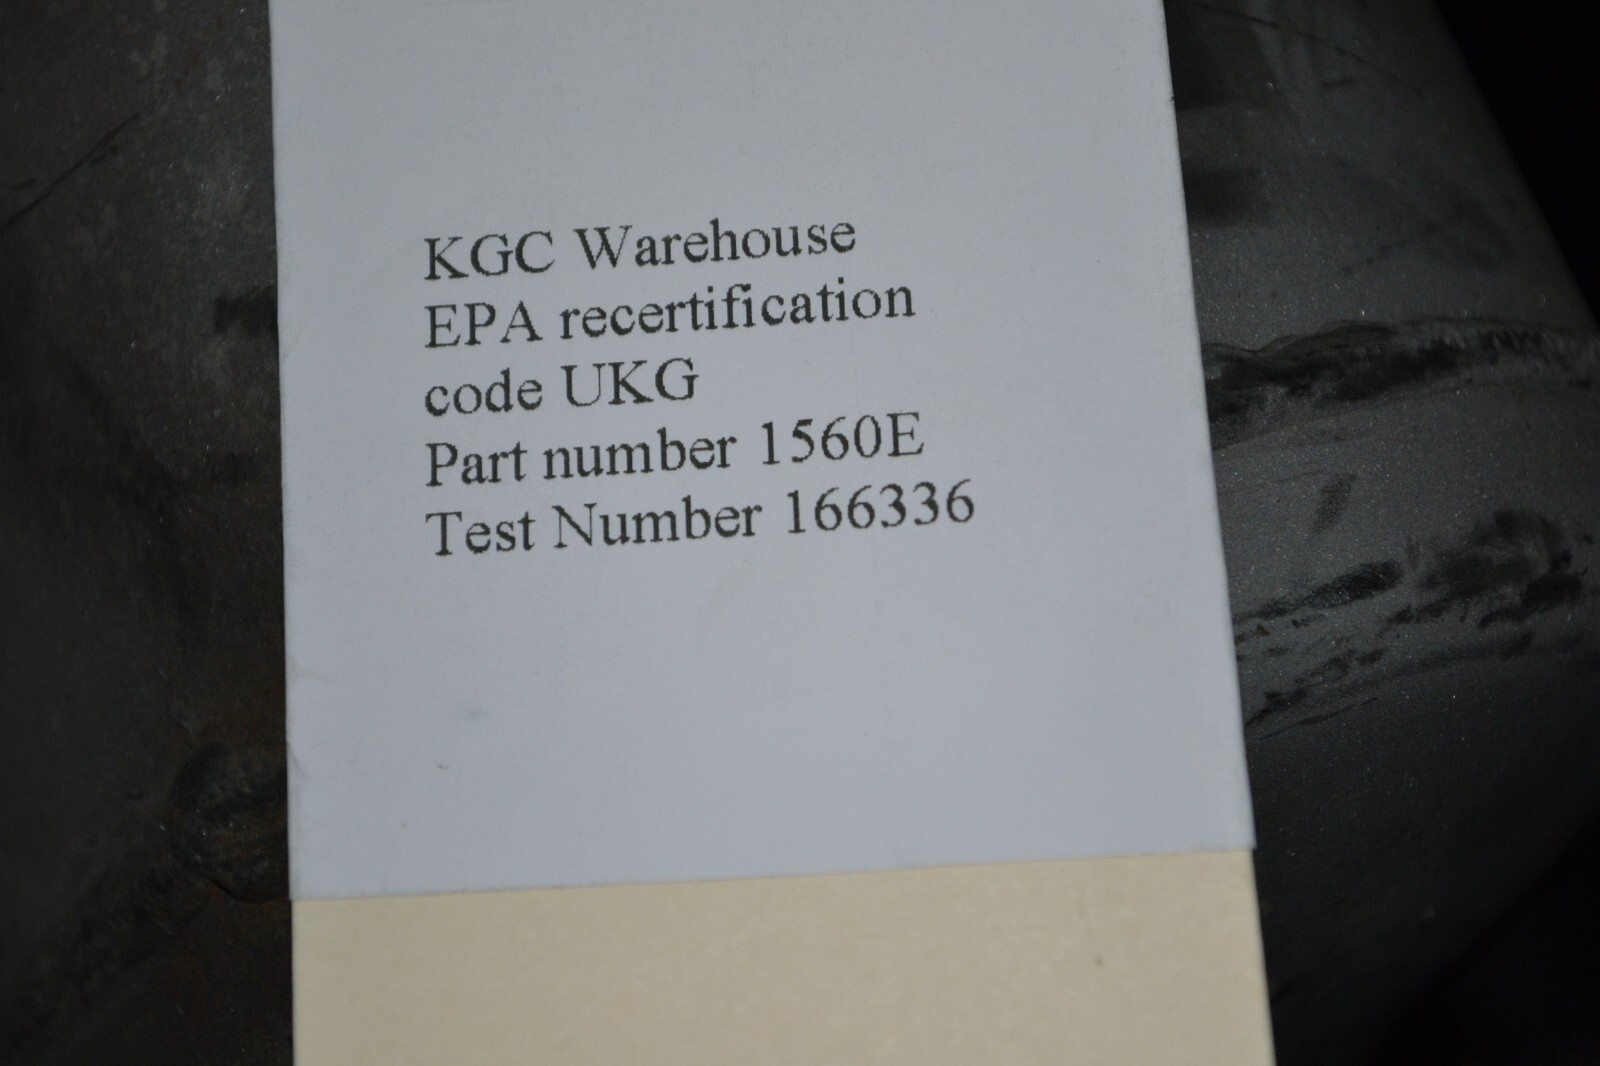 KGC Warehouse
EPA recertification
code UKG
Part number 1560E
Test Number 166336